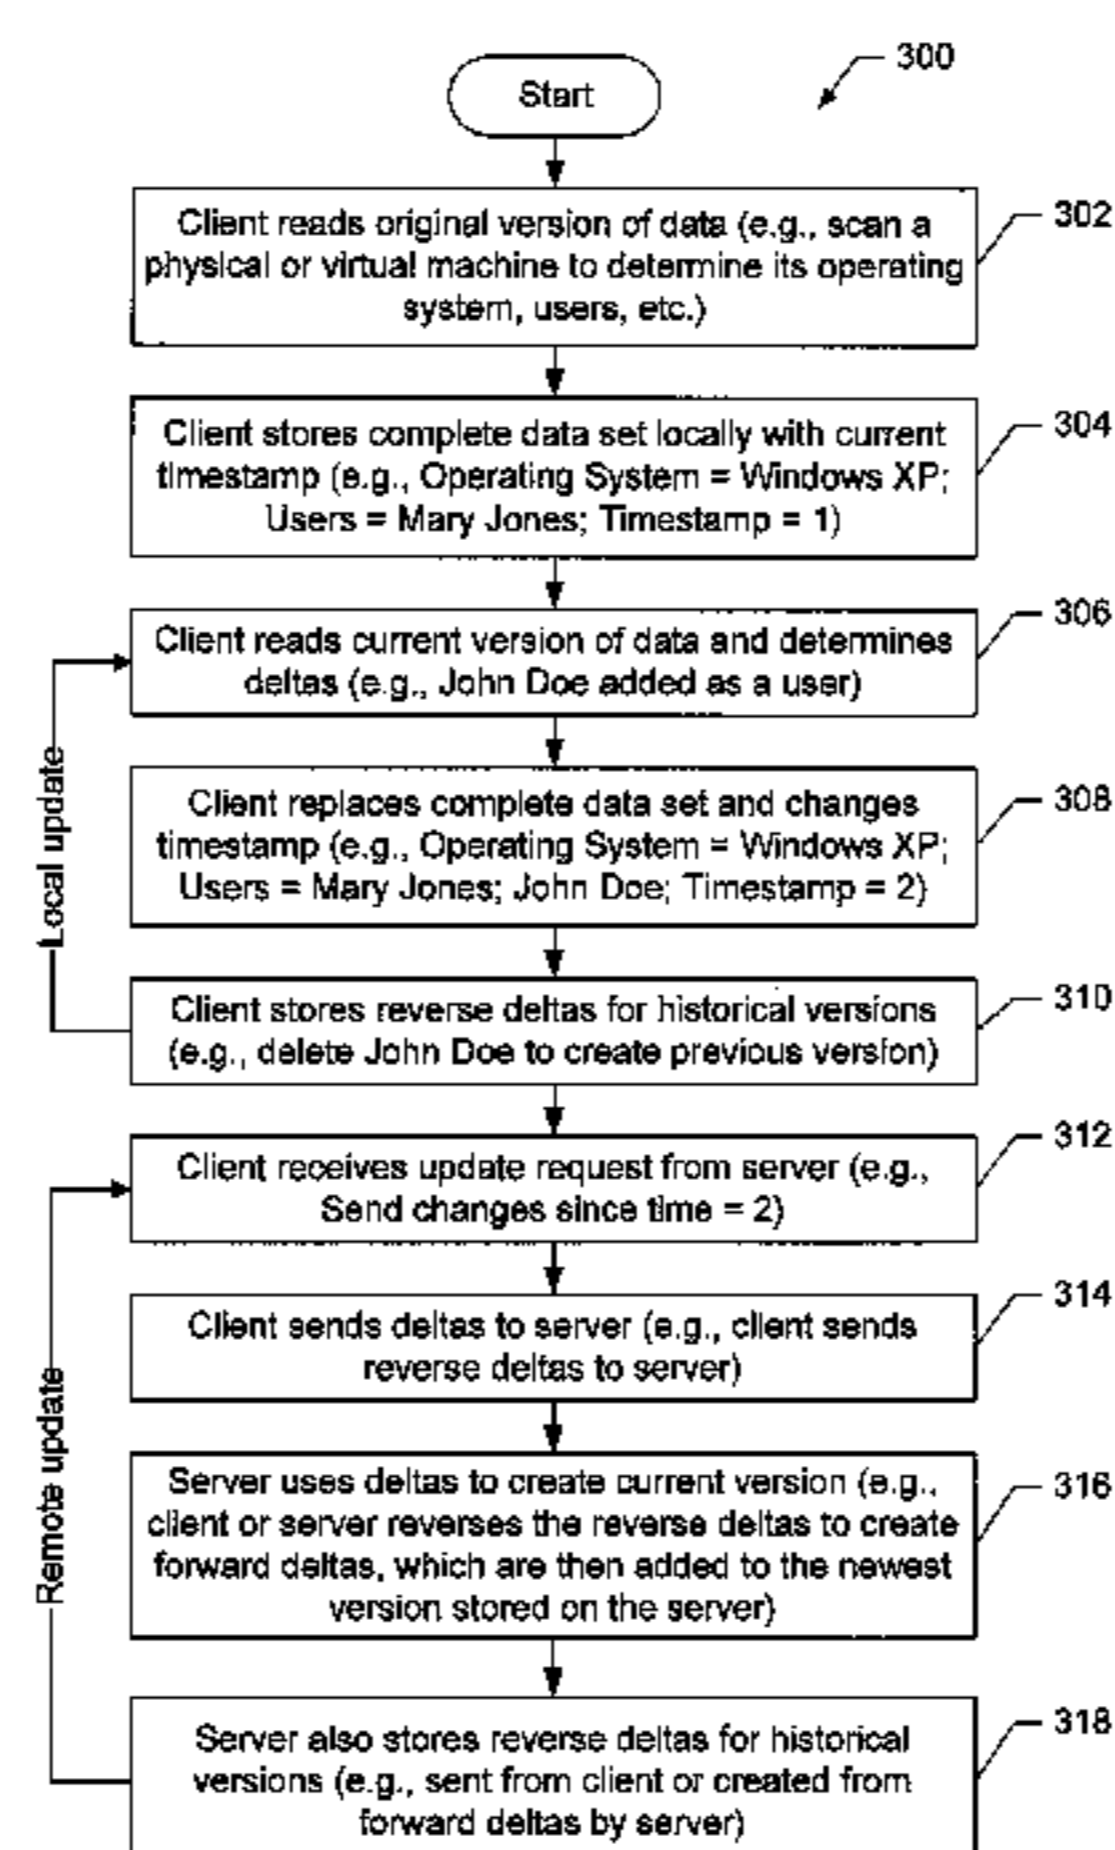 300
Start
302
Client reads original version of data (e.g., scan a
physical or virtual machine to determine its operating
system, users, etc.)
304
Client stores complete data set locally with current
timestamp (e.g., Operating System = Windows XP;
Users = Mary Jones; Timestamp = 1)
306
Client reads current version of data and determines
deltas (e.g., John Doe added as a user)
Local update
308
Client replaces complete data set and changes
timestamp (e.g., Operating System = Windows XP;
Users = Mary Jones; John Doe; Timestamp = 2)
310
Client stores reverse deltas for historical versions
(e.g., delete John Doe to create previous version)
312
Client receives update request from server (e.g.,
Send changes since time = 2)
314
Client sends deltas to server (e.g., client sends
reverse deltas to server)
Remote update
316
Server uses deltas to create current version (e.g.,
client or server reverses the reverse deltas to create
forward deltas, which are then added to the newest
version stored on the server)
318
Server also stores reverse deltas for historical
versions (e.g., sent from client or created from
forward deltas by server)